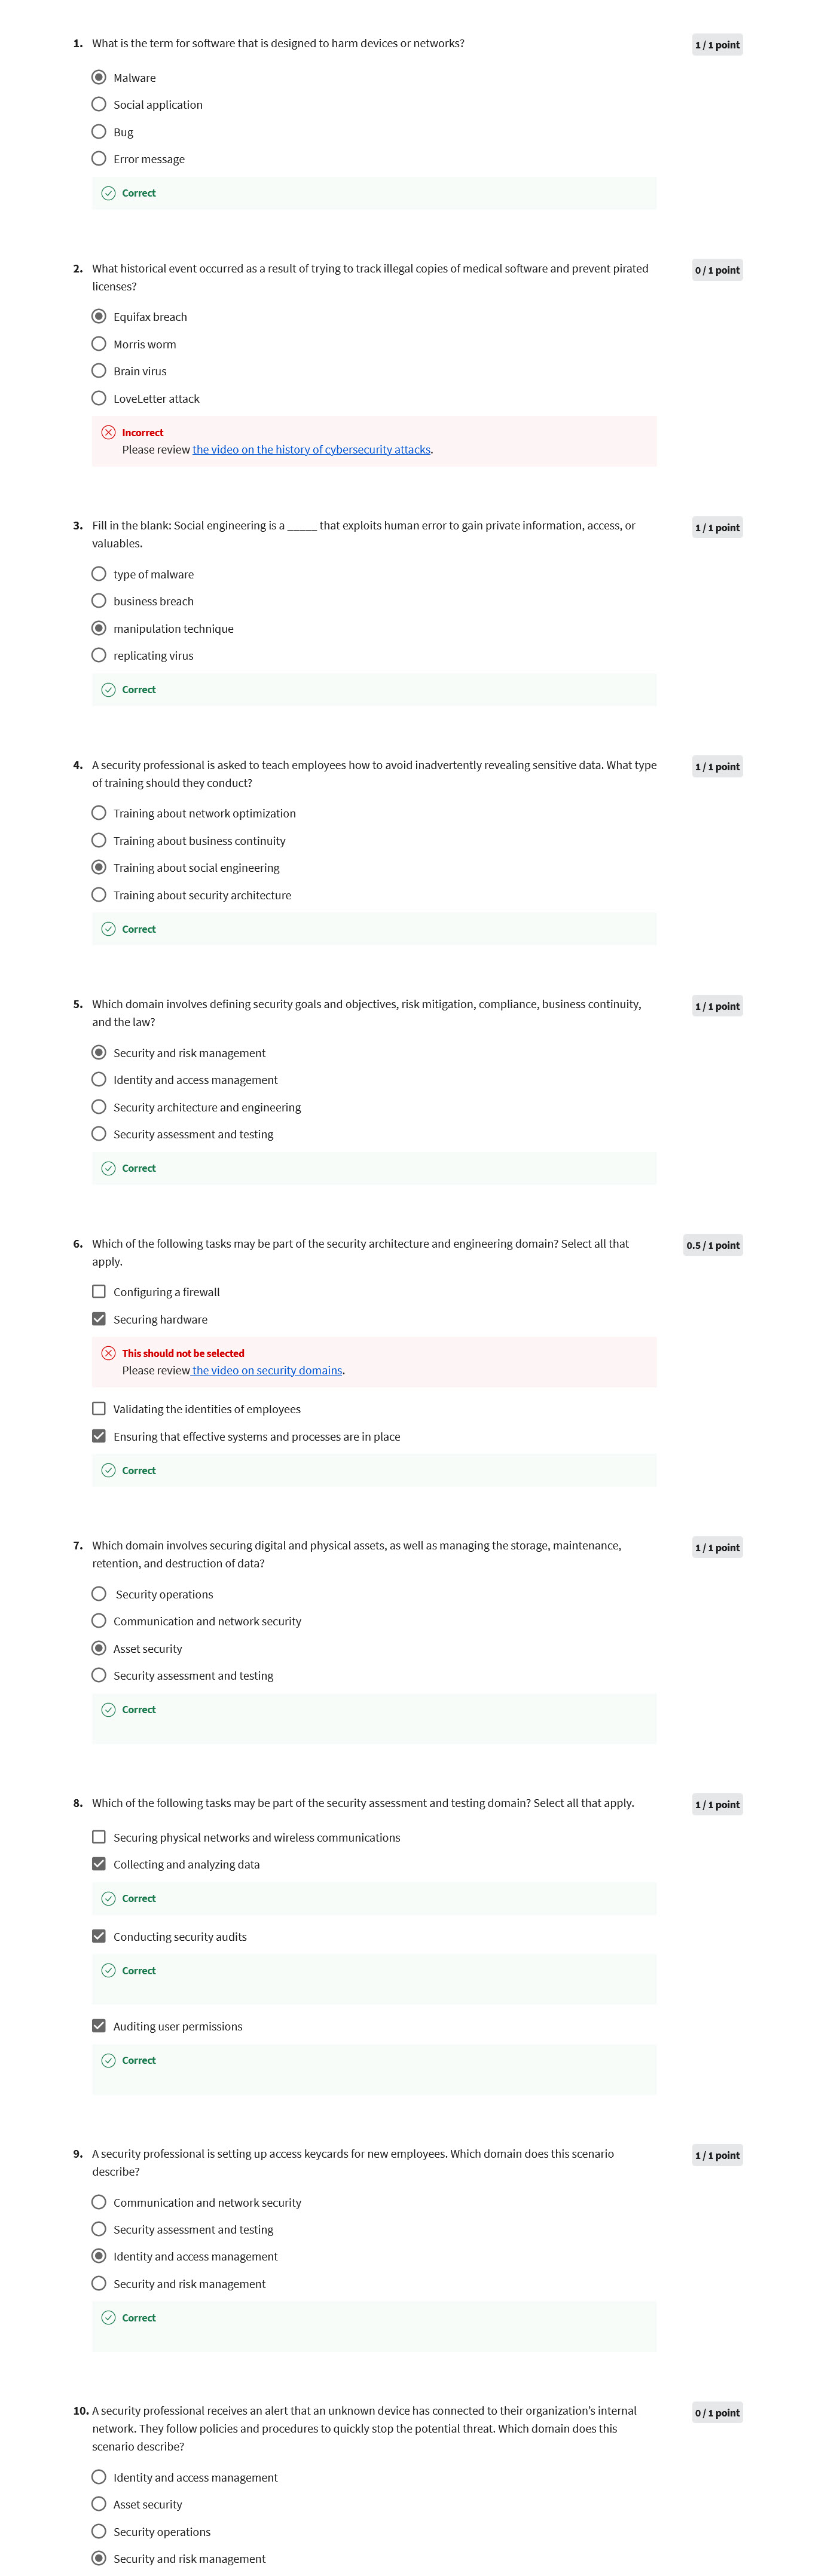 1. What is the term for software that is designed to harm devices or networks?
1 / 1 point
Malware
Social application
Bug
Error message
Correct
2. What historical event occurred as a result of trying to track illegal copies of medical software and prevent pirated
licenses?
0 / 1 point
Equifax breach
Morris worm
Brain virus
LoveLetter attack
Incorrect
Please review the video on the history of cybersecurity attacks.
3. Fill in the blank: Social engineering is a _____ that exploits human error to gain private information, access, or
valuables.
1 / 1 point
type of malware
business breach
manipulation technique
replicating virus
Correct
4. A security professional is asked to teach employees how to avoid inadvertently revealing sensitive data. What type
of training should they conduct?
1 / 1 point
Training about network optimization
Training about business continuity
Training about social engineering
Training about security architecture
Correct
5. Which domain involves defining security goals and objectives, risk mitigation, compliance, business continuity,
and the law?
1 / 1 point
Security and risk management
Identity and access management
Security architecture and engineering
Security assessment and testing
Correct
6. Which of the following tasks may be part of the security architecture and engineering domain? Select all that
apply.
0.5 / 1 point
Configuring a firewall
Securing hardware
This should not be selected
Please review the video on security domains.
Validating the identities of employees
Ensuring that effective systems and processes are in place
Correct
7. Which domain involves securing digital and physical assets, as well as managing the storage, maintenance,
retention, and destruction of data?
1 / 1 point
Security operations
Communication and network security
Asset security
Security assessment and testing
Correct
8. Which of the following tasks may be part of the security assessment and testing domain? Select all that apply.
1 / 1 point
Securing physical networks and wireless communications
Collecting and analyzing data
Correct
Conducting security audits
Correct
Auditing user permissions
Correct
9. A security professional is setting up access keycards for new employees. Which domain does this scenario
describe?
1 / 1 point
Communication and network security
Security assessment and testing
Identity and access management
Security and risk management
Correct
10. A security professional receives an alert that an unknown device has connected to their organization's internal
network. They follow policies and procedures to quickly stop the potential threat. Which domain does this
scenario describe?
0 / 1 point
Identity and access management
Asset security
Security operations
Security and risk management